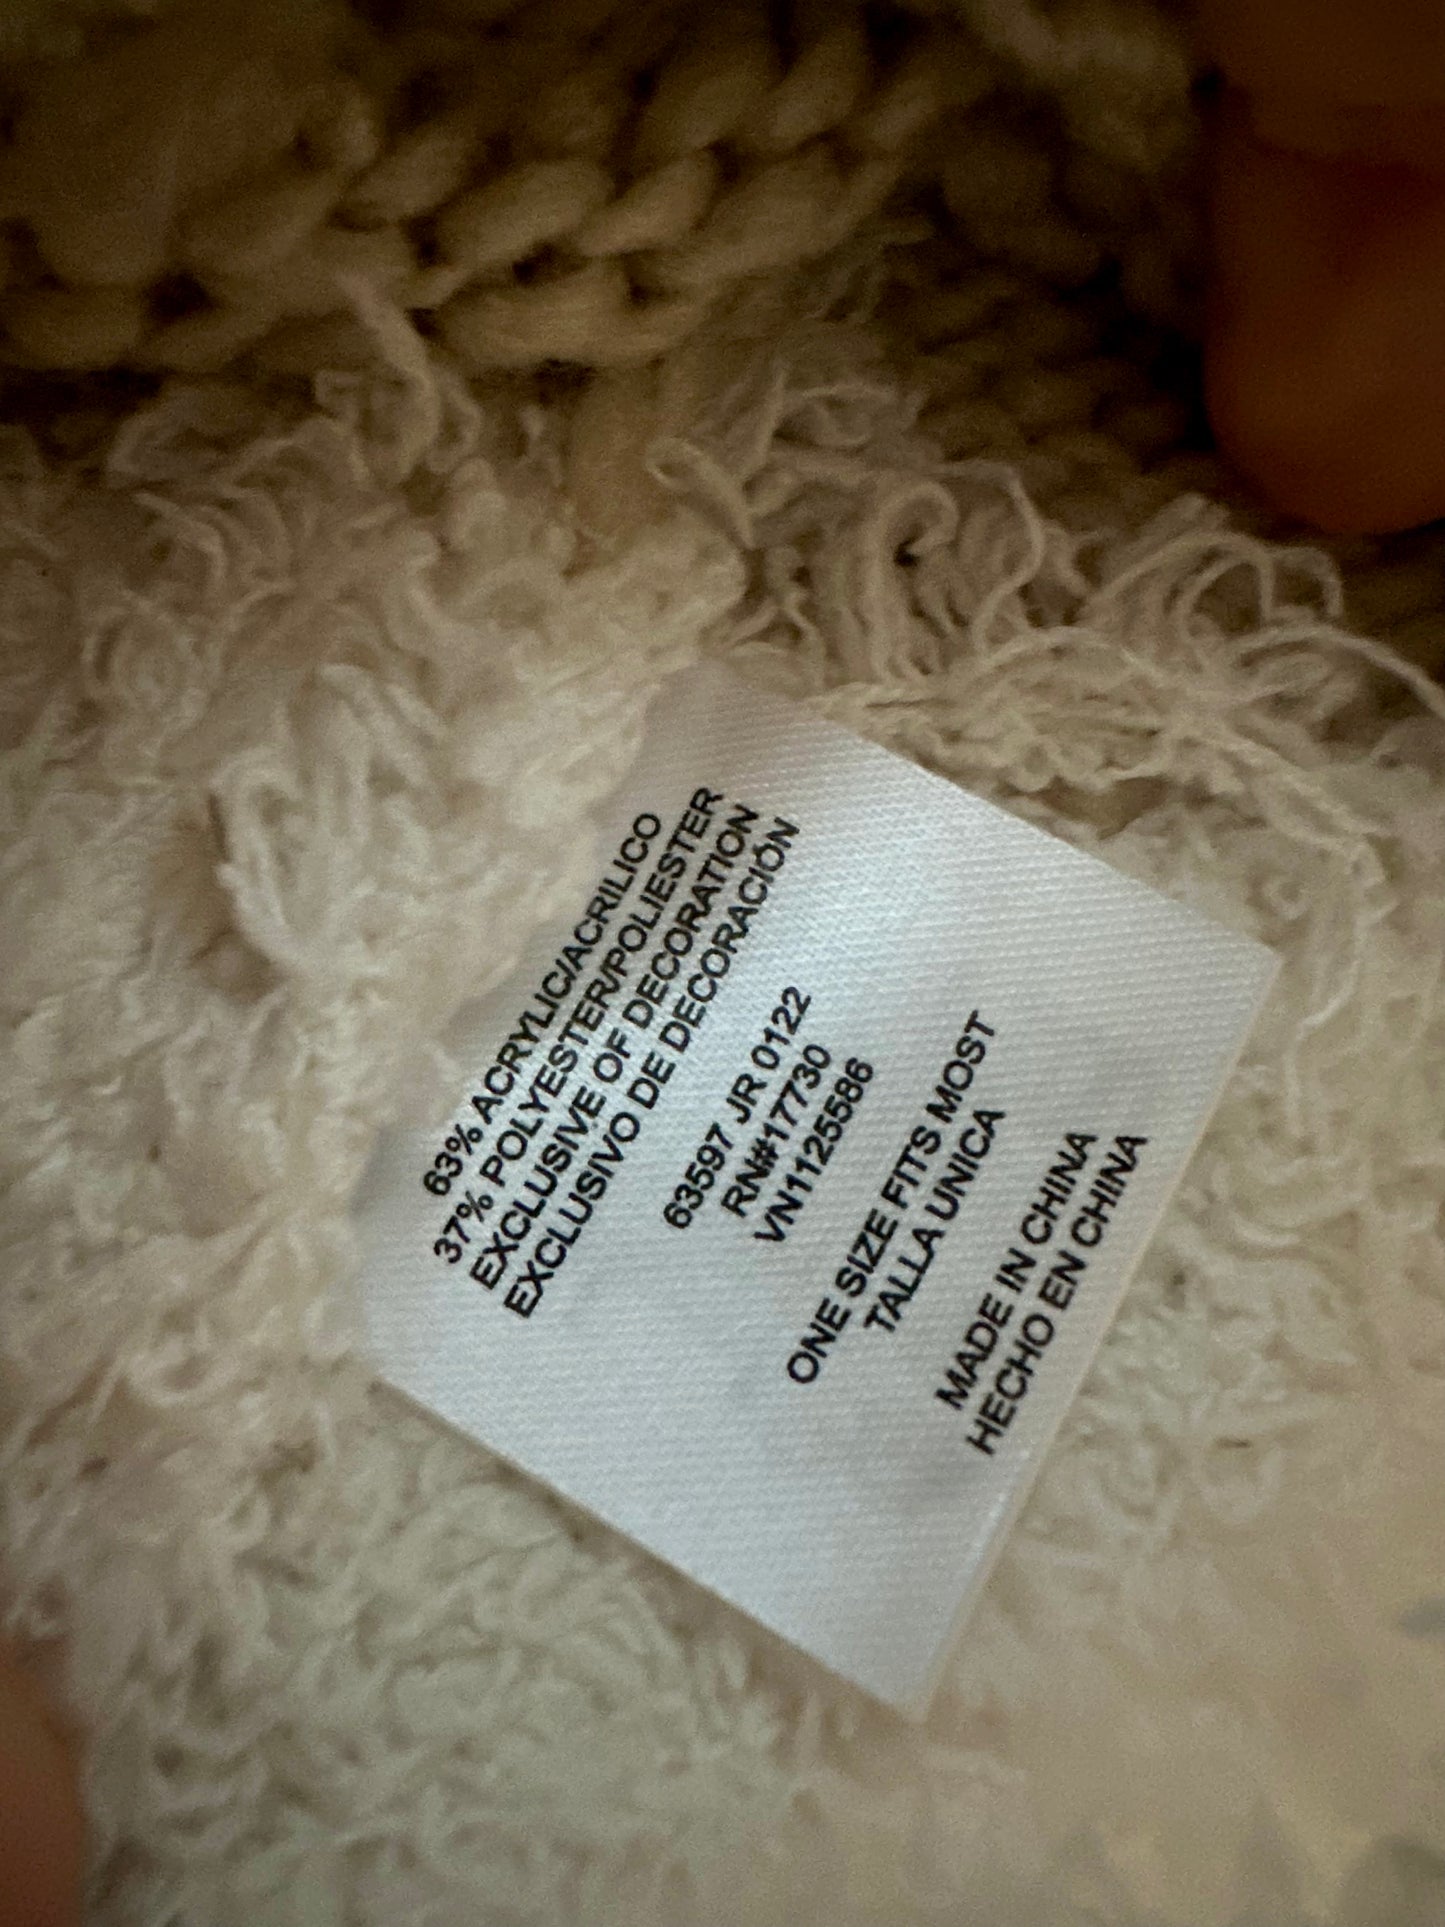 63% ACRYLIC/ACRILICO
37% POLYESTER/POLIESTER
EXCLUSIVE OF DECORATION
EXCLUSIVO DE DECORACIÓN
63597 JR 0122
RN#17730
VN1125586
ONE SIZE FITS MOST
TALLA UNICA
MADE IN CHINA
HECHO EN CHINA